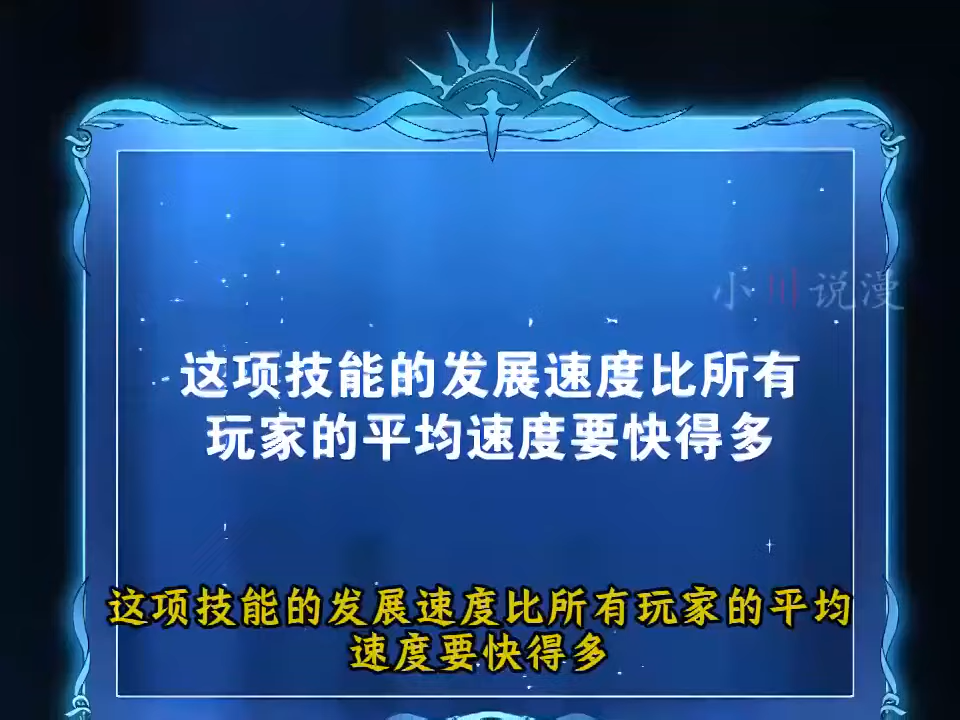 小川说漫
这项技能的发展速度比所有
玩家的平均速度要快得多
这项技能的发展速度比所有玩家的平均
速度要快得多